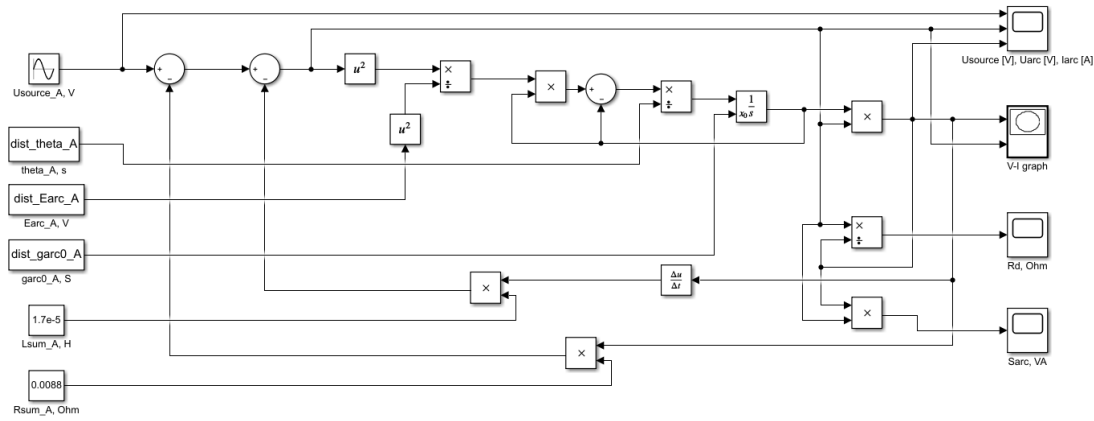 Usource [V], Uarc [V], Iarc [A]
Usource_A, V
+
−
+
−
u²
×
÷
×
+
−
×
÷
1
x₀ s
×
u²
dist_theta_A
theta_A, s
V-I graph
dist_Earc_A
Earc_A, V
×
÷
Rd, Ohm
dist_garc0_A
garc0_A, S
Δu
Δt
×
1.7e-5
Lsum_A, H
×
Sarc, VA
×
0.0088
Rsum_A, Ohm